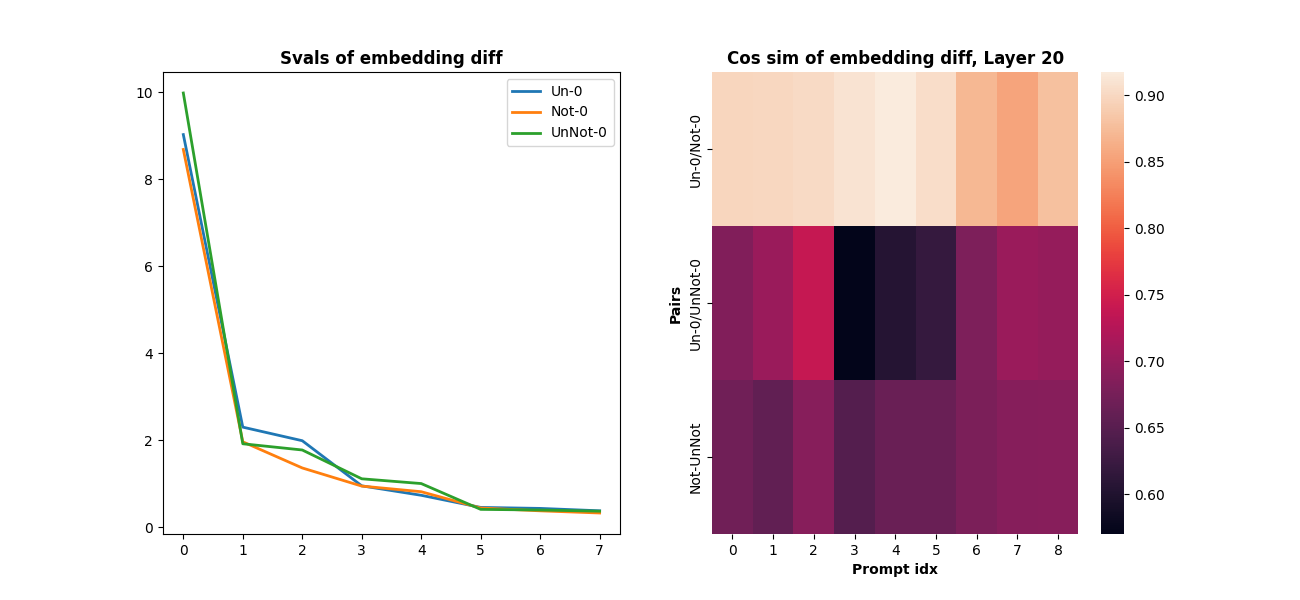 Svals of embedding diff
10
8
6
4
2
0
0 1 2 3 4 5 6 7
Un-0
Not-0
UnNot-0
Cos sim of embedding diff, Layer 20
Pairs
Un-0/Not-0
Un-0/UnNot-0
Not-UnNot
0 1 2 3 4 5 6 7 8
Prompt idx
0.90
0.85
0.80
0.75
0.70
0.65
0.60